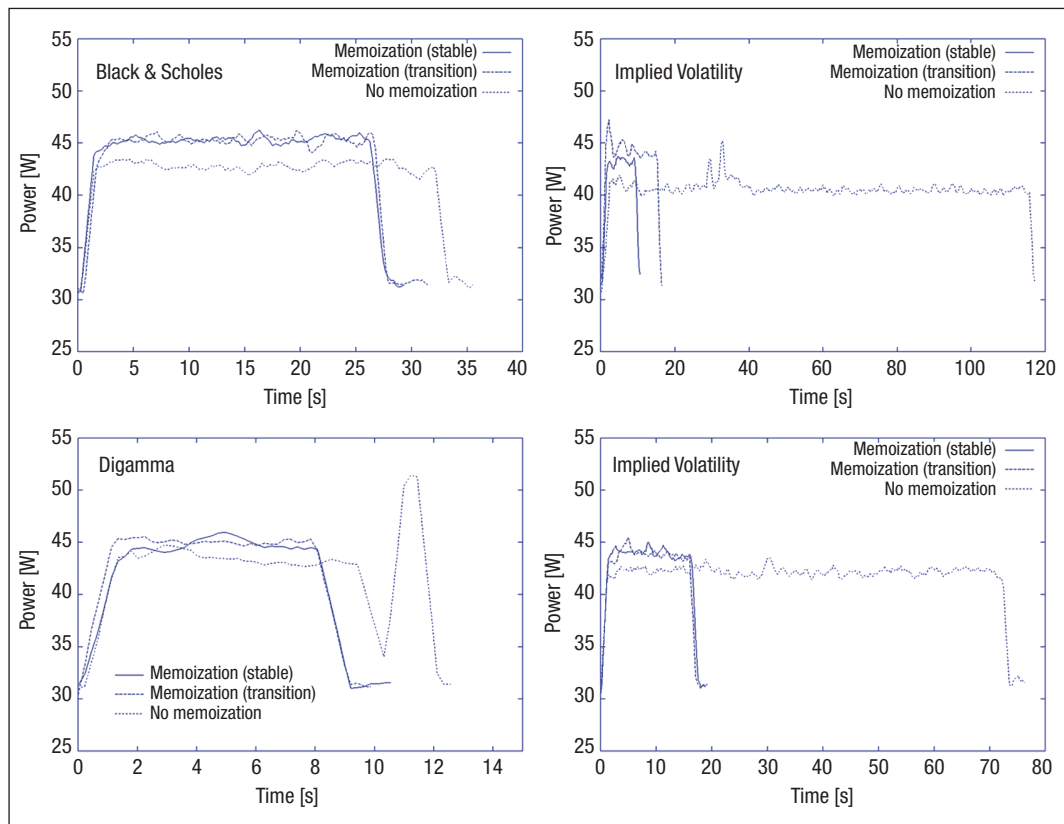 55
50
45
40
35
30
25
Power [W]
Black & Scholes
Memoization (stable)
Memoization (transition)
No memoization
0 5 10 15 20 25 30 35 40
Time [s]
55
50
45
40
35
30
25
Power [W]
Implied Volatility
Memoization (stable)
Memoization (transition)
No memoization
0 20 40 60 80 100 120
Time [s]
55
50
45
40
35
30
25
Power [W]
Digamma
Memoization (stable)
Memoization (transition)
No memoization
0 2 4 6 8 10 12 14
Time [s]
55
50
45
40
35
30
25
Power [W]
Implied Volatility
Memoization (stable)
Memoization (transition)
No memoization
0 10 20 30 40 50 60 70 80
Time [s]